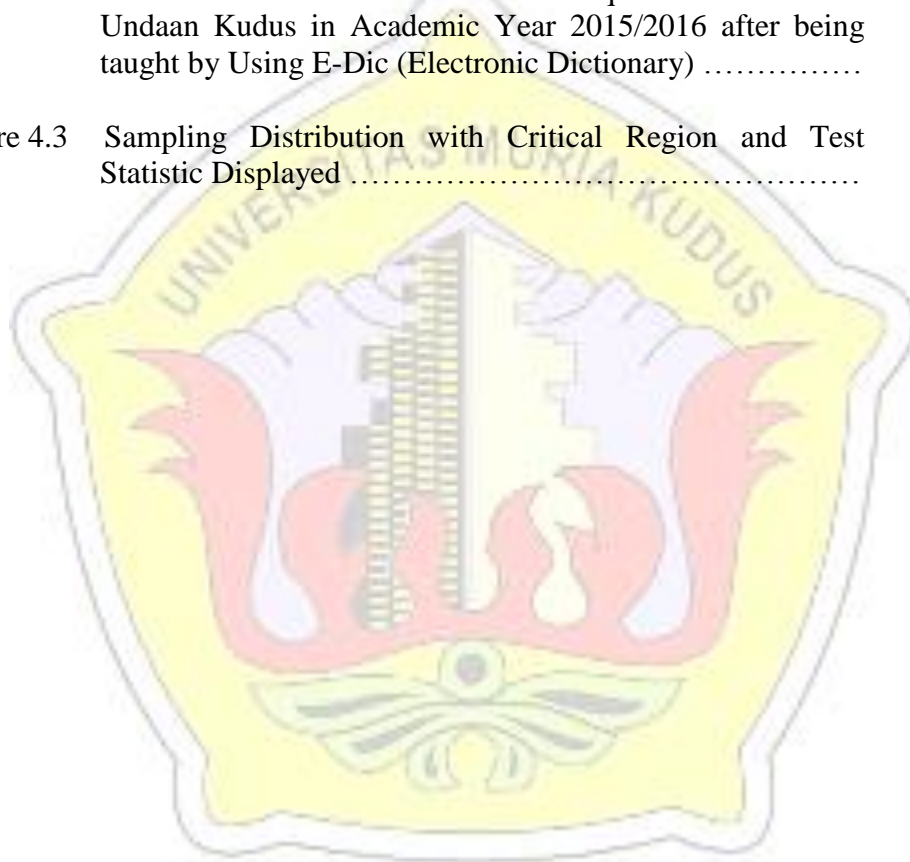 Undaan Kudus in Academic Year 2015/2016 after being
taught by Using E-Dic (Electronic Dictionary) ……………
re 4.3 Sampling Distribution with Critical Region and Test
Statistic Displayed …………………………………………
UNIVERSITAS MURIA KUDUS